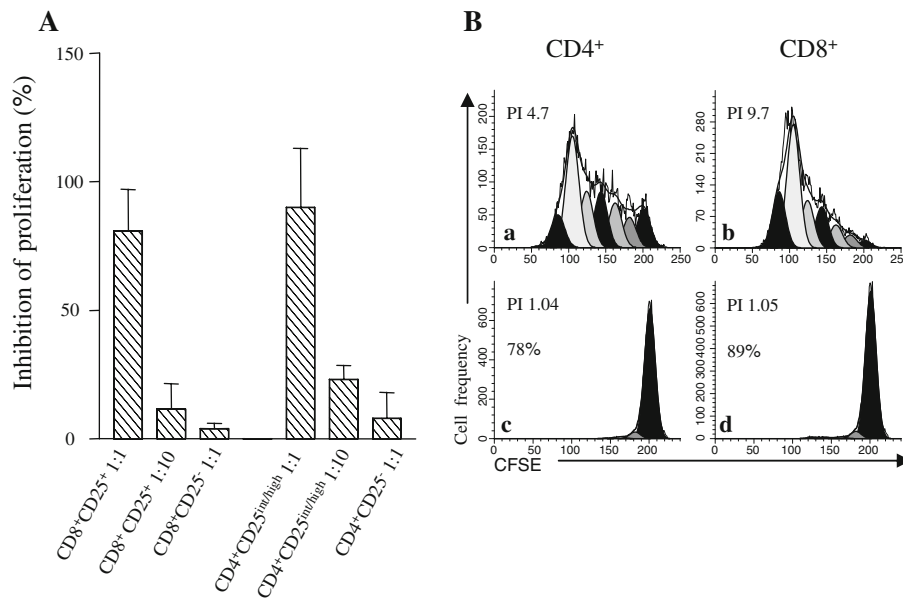 A
Inhibition of proliferation (%)
150
100
50
0
CD8⁺CD25⁺ 1:1
CD8⁺ CD25⁺ 1:10
CD8⁺CD25⁻ 1:1
CD4⁺CD25ⁱⁿᵗ/ʰⁱᵍʰ 1:1
CD4⁺CD25ⁱⁿᵗ/ʰⁱᵍʰ 1:10
CD4⁺CD25⁻ 1:1
B
CD4⁺
CD8⁺
PI 4.7
200
150
100
50
0
a
0 50 100 150 200 250
PI 9.7
280
210
140
70
0
b
0 50 100 150 200 250
Cell frequency
PI 1.04
78%
600
400
200
0
c
0 50 100 150 200
PI 1.05
89%
600
500
400
300
200
100
0
d
0 50 100 150 200
CFSE